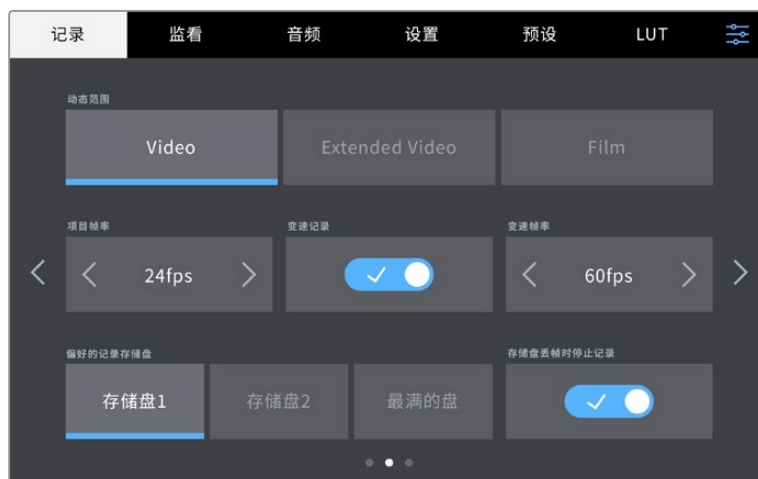 记录 监看 音频 设置 预设 LUT
动态范围
Video Extended Video Film
项目帧率 变速记录 变速帧率
24fps 60fps
偏好的记录存储盘 存储盘丢帧时停止记录
存储盘1 存储盘2 最满的盘